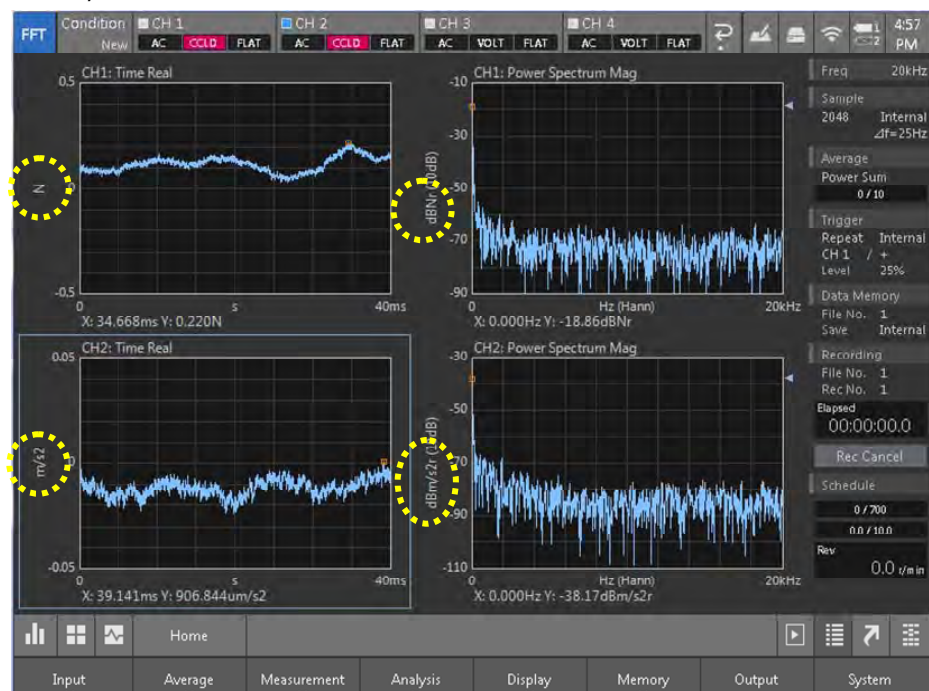 FFT
Condition
New
CH 1
AC CCLD FLAT
CH 2
AC CCLD FLAT
CH 3
AC VOLT FLAT
CH 4
AC VOLT FLAT
1
2
4:57
PM
CH1: Time Real
0.5
N
0
-0.5
0
s
40ms
X: 34.668ms Y: 0.220N
CH1: Power Spectrum Mag
-10
-30
dBNr (10dB)
-50
-70
-90
0
Hz (Hann)
20kHz
X: 0.000Hz Y: -18.86dBNr
CH2: Time Real
0.05
m/s2
0
-0.05
0
s
40ms
X: 39.141ms Y: 906.844um/s2
CH2: Power Spectrum Mag
-30
-50
dBm/s2r (10dB)
-70
-90
-110
0
Hz (Hann)
20kHz
X: 0.000Hz Y: -38.17dBm/s2r
Freq 20kHz
Sample
2048 Internal
⊿f=25Hz
Average
Power Sum
0 / 10
Trigger
Repeat Internal
CH 1 / +
Level 25%
Data Memory
File No. 1
Save Internal
Recording
File No. 1
Rec No. 1
Elapsed
00:00:00.0
Rec Cancel
Schedule
0 / 700
0.0 / 10.0
Rev
0.0 r/min
Home
Input Average Measurement Analysis Display Memory Output System